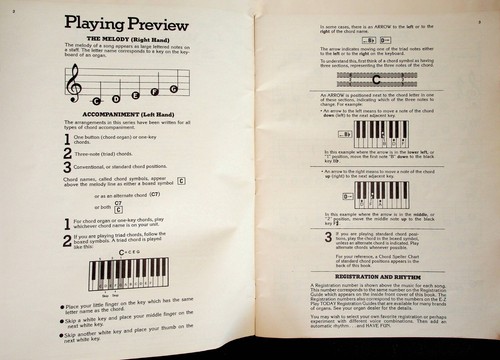 2
Playing Preview
THE MELODY (Right Hand)
The melody of a song appears as large lettered notes on
a staff. The letter name corresponds to a key on the key-
board of an organ.
C D E F G
ACCOMPANIMENT (Left Hand)
The arrangements in this series have been written for all
types of chord accompaniment.
1 One button (chord organ) or one-key
chords.
2 Three-note (triad) chords.
3 Conventional, or standard chord positions.
Chord names, called chord symbols, appear
above the melody line as either a board symbol C
or as an alternate chord (C7)
or both C7
C
1 For chord organ or one-key chords, play
whichever chord name is on your unit.
2 If you are playing triad chords, follow the
board symbols. A triad chord is played
like this:
C=C-E-G
● Place your little finger on the key which has the same
letter name as the chord.
● Skip a white key and place your middle finger on the
next white key.
● Skip another white key and place your thumb on the
next white key.
In some cases, there is an ARROW to the left or to the
right of the chord name.
The arrow indicates moving one of the triad notes either
to the left or to the right on the keyboard.
To understand this, first think of a chord symbol as having
three sections, representing the three notes of the chord.
C
An ARROW is positioned next to the chord letter in one
of these sections, indicating which of the three notes
to change. For example:
• An arrow to the left means to move a note of the chord
down (left) to the next adjacent key.
In this example where the arrow is in the lower left, or
"1" position, move the first note "B" down to the black
key B♭.
• An arrow to the right means to move a note of the chord
up (right) to the next adjacent key.
In this example where the arrow is in the middle, or
"2" position, move the middle note up to the black
key F♯.
3 If you are playing standard chord posi-
tions, play the chord in the board symbol,
unless an alternate chord is indicated. Play
alternate chords whenever possible.
For your reference, a Chord Speller Chart
of standard chord positions appears in the
back of this book.
REGISTRATION AND RHYTHM
A Registration number is shown above the music for each song.
This number corresponds to the same number on the Registration
Guide which appears on the inside front cover of this book. The
Registration numbers also correspond to the numbers on the E-Z
Play TODAY Registration Guides that are available for many brands
of organs. See your organ dealer for the details.
You may wish to select your own favorite registration or perhaps
experiment with different voice combinations. Then add an
automatic rhythm . . . and HAVE FUN.